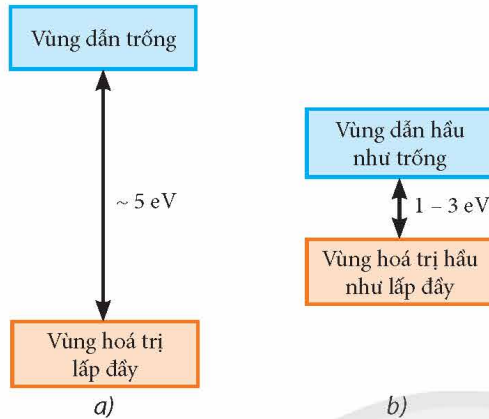 Vùng dẫn trống
~ 5 eV
Vùng hoá trị
lấp đầy
a)
Vùng dẫn hầu
như trống
1 – 3 eV
Vùng hoá trị hầu
như lấp đầy
b)